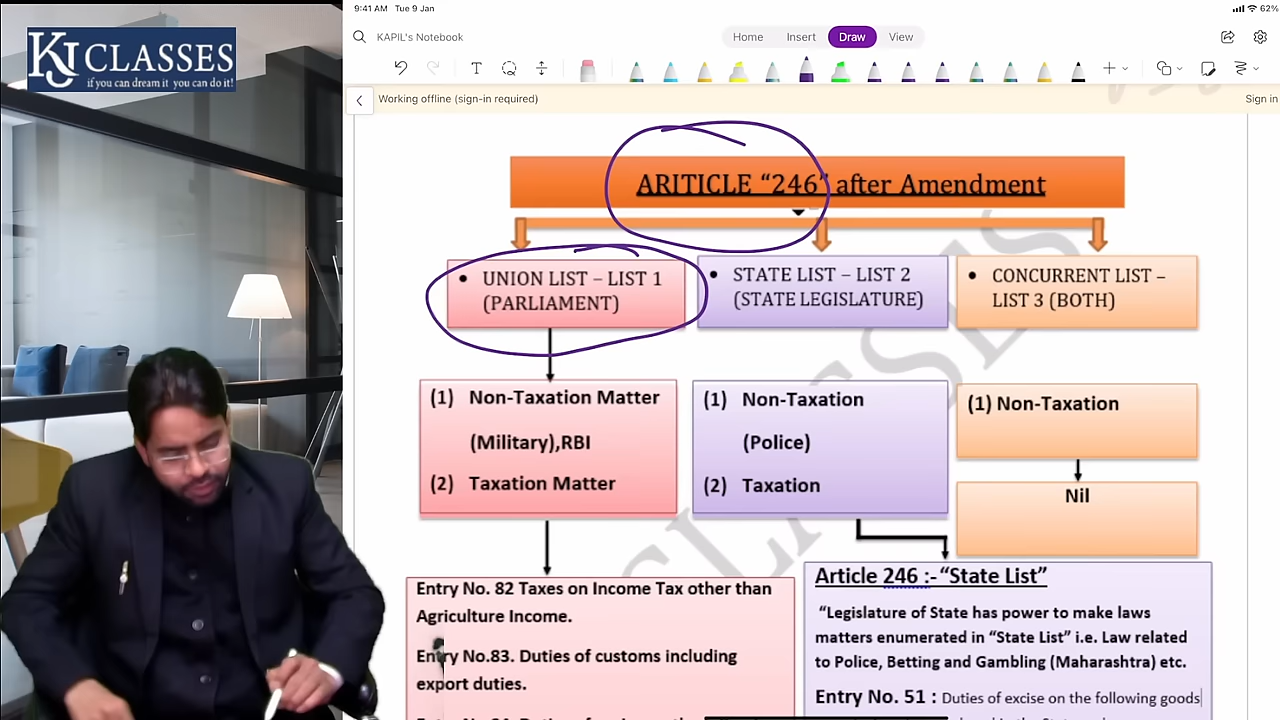 KJ CLASSES
if you can dream it you can do it!
9:41 AM Tue 9 Jan
62%
KAPIL's Notebook
Home Insert Draw View
Working offline (sign-in required)
Sign in
ARITICLE “246” after Amendment
• UNION LIST – LIST 1
(PARLIAMENT)
• STATE LIST – LIST 2
(STATE LEGISLATURE)
• CONCURRENT LIST –
LIST 3 (BOTH)
(1) Non-Taxation Matter
(Military),RBI
(2) Taxation Matter
(1) Non-Taxation
(Police)
(2) Taxation
(1) Non-Taxation
Nil
Entry No. 82 Taxes on Income Tax other than
Agriculture Income.
Entry No.83. Duties of customs including
export duties.
Article 246 :- “State List”
“Legislature of State has power to make laws
matters enumerated in “State List” i.e. Law related
to Police, Betting and Gambling (Maharashtra) etc.
Entry No. 51 : Duties of excise on the following goods
CLASSES